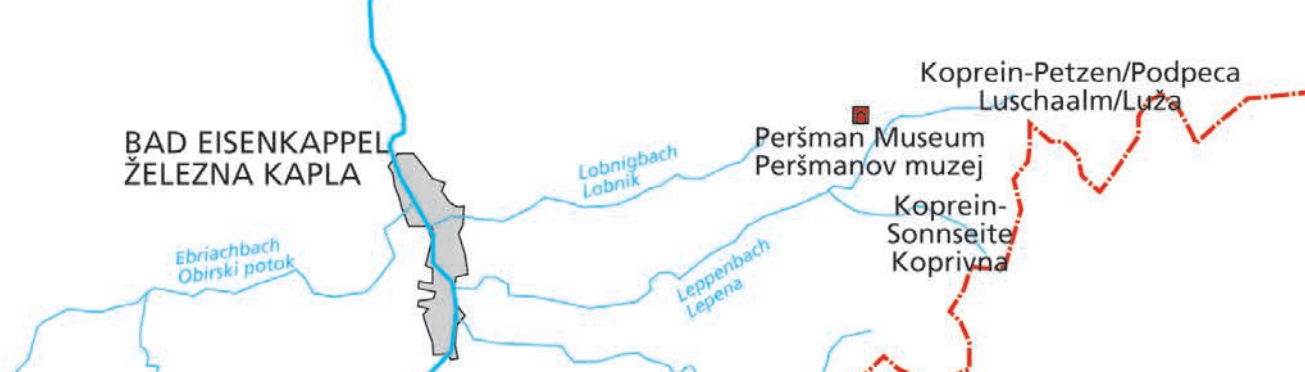 Koprein-Petzen/Podpeca
Luschaalm/Luža
Peršman Museum
Peršmanov muzej
BAD EISENKAPPEL
ŽELEZNA KAPLA
Lobnigbach
Lobnik
Koprein-
Sonnseite
Koprivna
Ebriachbach
Obirski potok
Leppenbach
Lepena